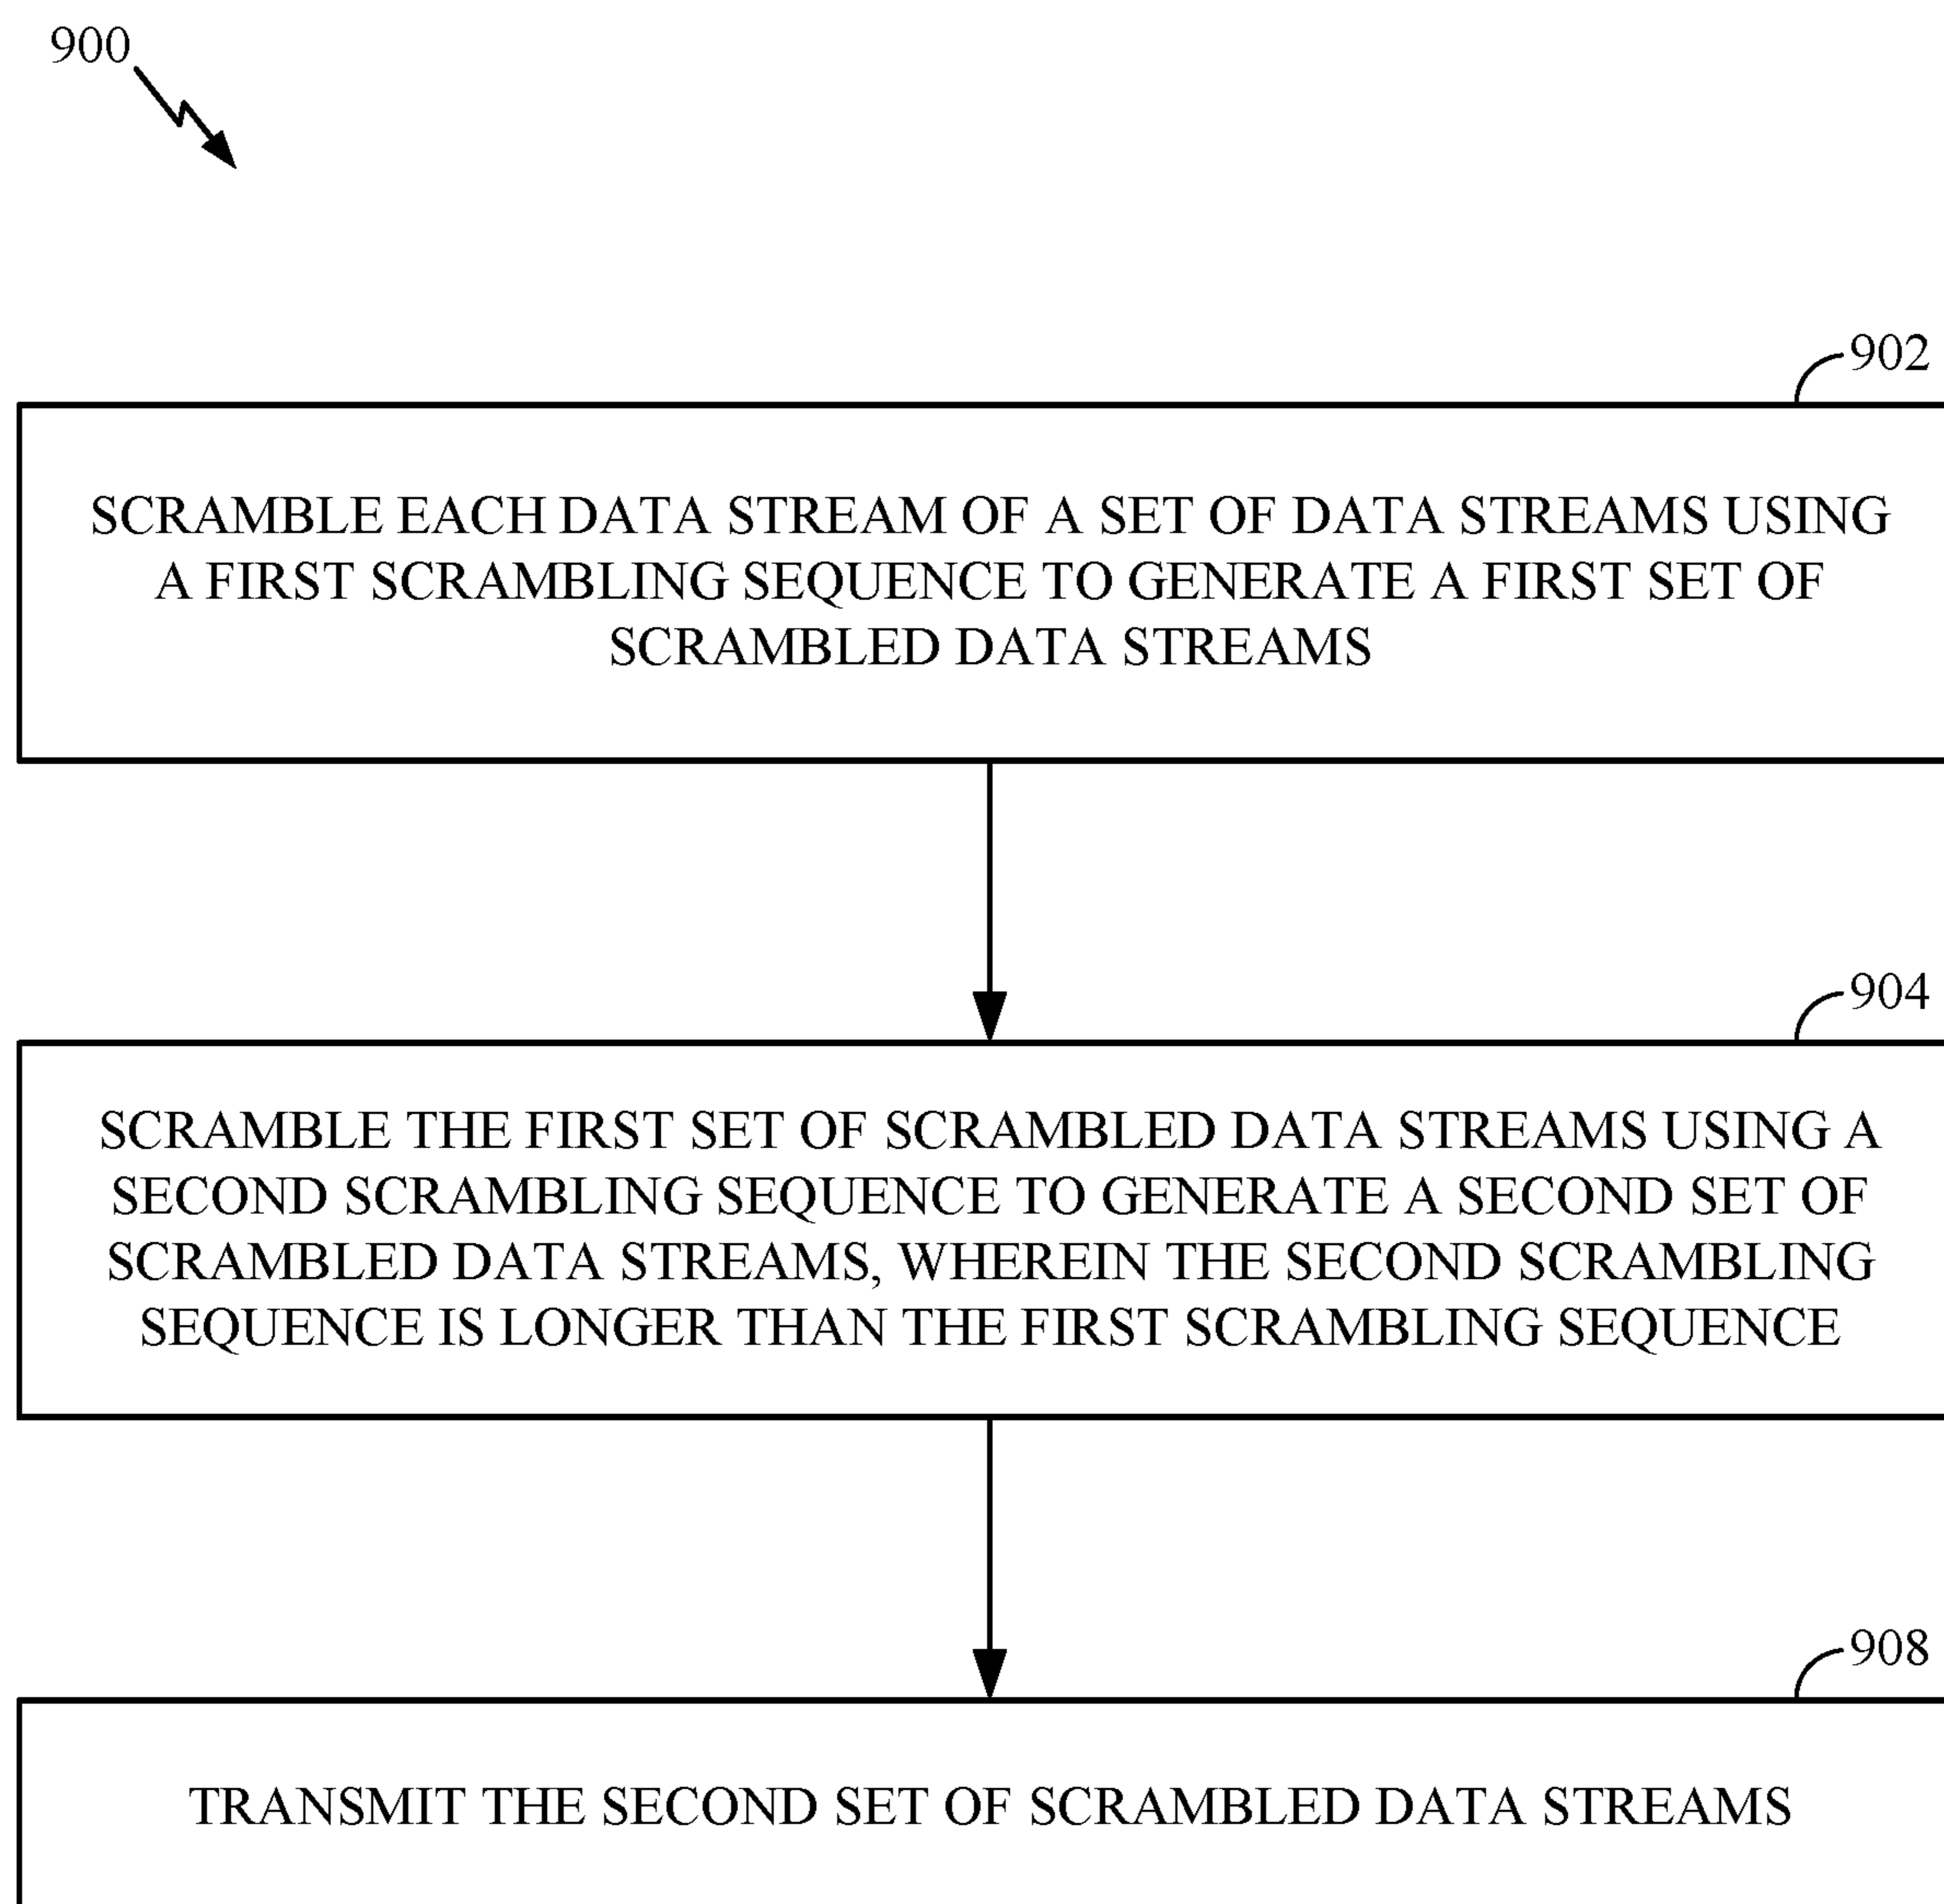 900
902
SCRAMBLE EACH DATA STREAM OF A SET OF DATA STREAMS USING
A FIRST SCRAMBLING SEQUENCE TO GENERATE A FIRST SET OF
SCRAMBLED DATA STREAMS
904
SCRAMBLE THE FIRST SET OF SCRAMBLED DATA STREAMS USING A
SECOND SCRAMBLING SEQUENCE TO GENERATE A SECOND SET OF
SCRAMBLED DATA STREAMS, WHEREIN THE SECOND SCRAMBLING
SEQUENCE IS LONGER THAN THE FIRST SCRAMBLING SEQUENCE
908
TRANSMIT THE SECOND SET OF SCRAMBLED DATA STREAMS